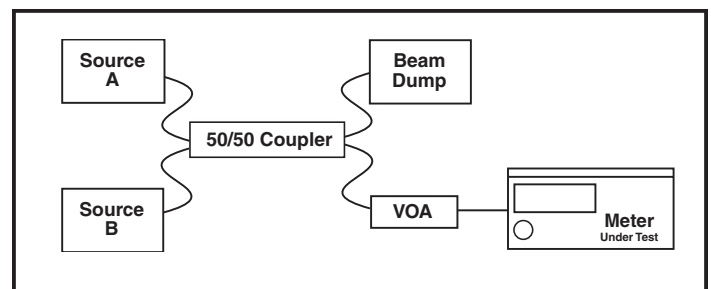 Source
A
Beam
Dump
50/50 Coupler
Source
B
VOA
Meter
Under Test